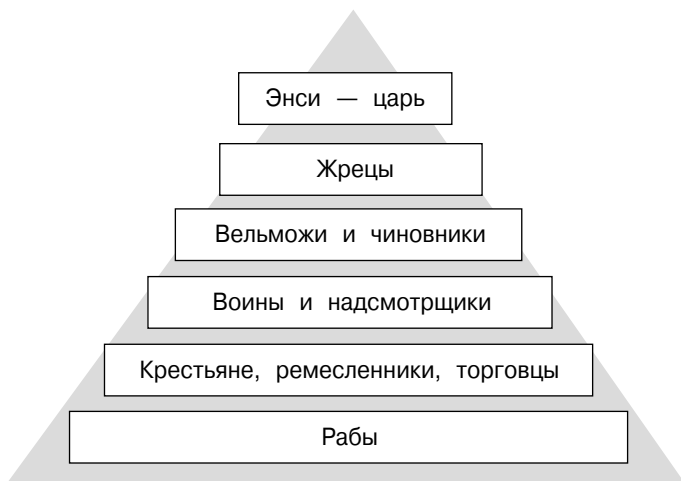 Энси — царь
Жрецы
Вельможи и чиновники
Воины и надсмотрщики
Крестьяне, ремесленники, торговцы
Рабы